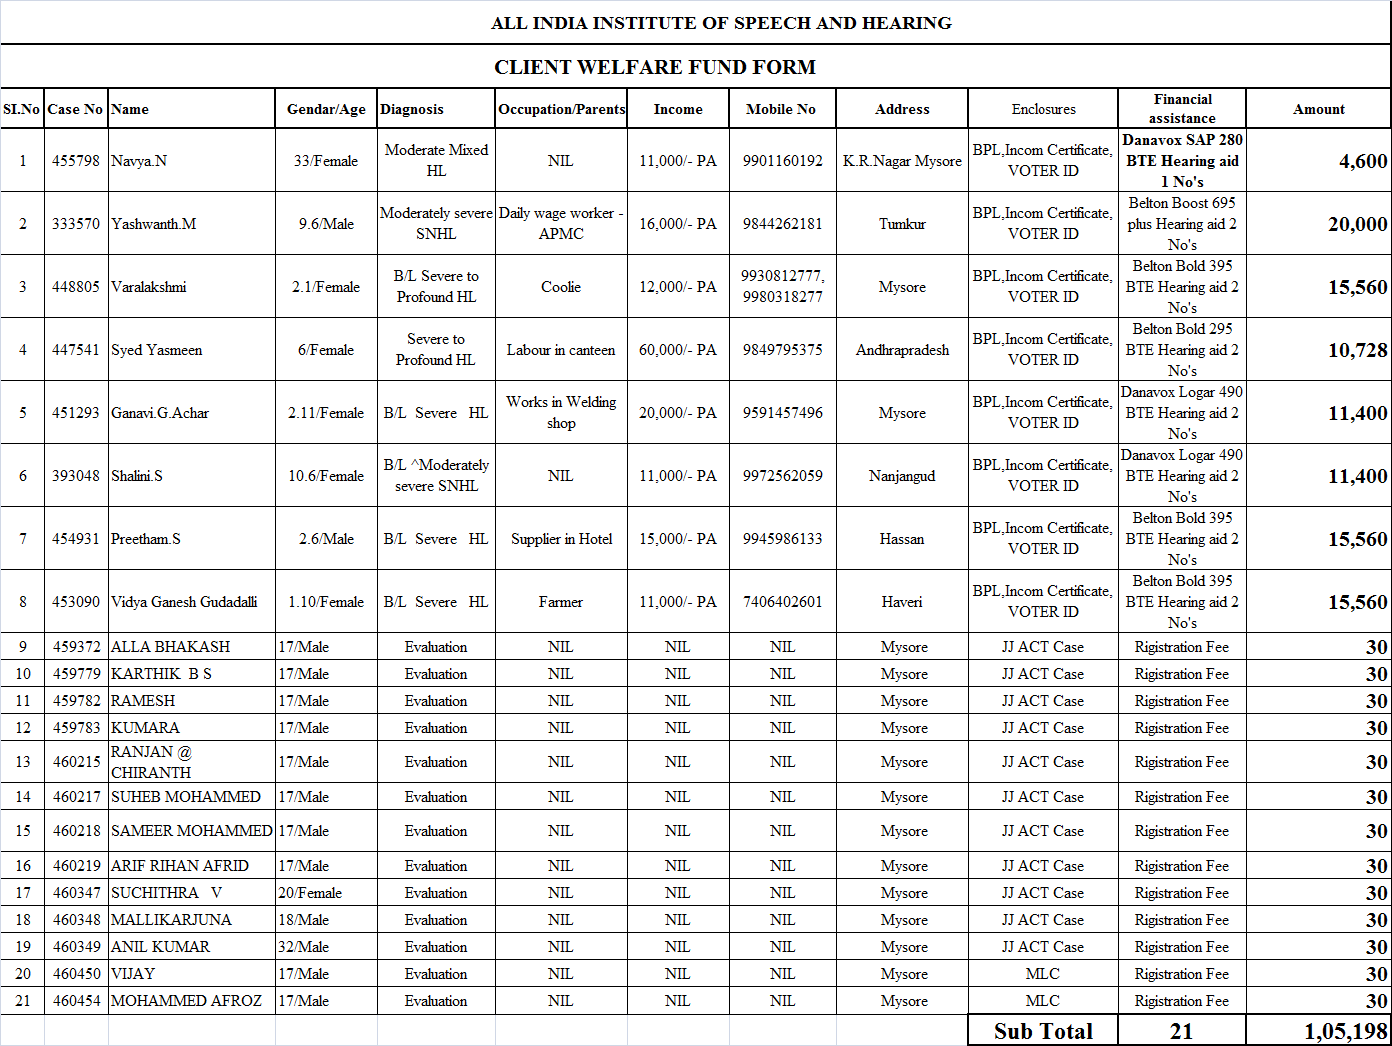 ALL INDIA INSTITUTE OF SPEECH AND HEARING
CLIENT WELFARE FUND FORM
SI.No Case No Name Gendar/Age Diagnosis Occupation/Parents Income Mobile No Address Enclosures Financial assistance Amount
1 455798 Navya.N 33/Female Moderate Mixed HL NIL 11,000/- PA 9901160192 K.R.Nagar Mysore BPL,Incom Certificate, VOTER ID Danavox SAP 280 BTE Hearing aid 1 No's 4,600
2 333570 Yashwanth.M 9.6/Male Moderately severe SNHL Daily wage worker - APMC 16,000/- PA 9844262181 Tumkur BPL,Incom Certificate, VOTER ID Belton Boost 695 plus Hearing aid 2 No's 20,000
3 448805 Varalakshmi 2.1/Female B/L Severe to Profound HL Coolie 12,000/- PA 9930812777, 9980318277 Mysore BPL,Incom Certificate, VOTER ID Belton Bold 395 BTE Hearing aid 2 No's 15,560
4 447541 Syed Yasmeen 6/Female Severe to Profound HL Labour in canteen 60,000/- PA 9849795375 Andhrapradesh BPL,Incom Certificate, VOTER ID Belton Bold 295 BTE Hearing aid 2 No's 10,728
5 451293 Ganavi.G.Achar 2.11/Female B/L Severe HL Works in Welding shop 20,000/- PA 9591457496 Mysore BPL,Incom Certificate, VOTER ID Danavox Logar 490 BTE Hearing aid 2 No's 11,400
6 393048 Shalini.S 10.6/Female B/L ^Moderately severe SNHL NIL 11,000/- PA 9972562059 Nanjangud BPL,Incom Certificate, VOTER ID Danavox Logar 490 BTE Hearing aid 2 No's 11,400
7 454931 Preetham.S 2.6/Male B/L Severe HL Supplier in Hotel 15,000/- PA 9945986133 Hassan BPL,Incom Certificate, VOTER ID Belton Bold 395 BTE Hearing aid 2 No's 15,560
8 453090 Vidya Ganesh Gudadalli 1.10/Female B/L Severe HL Farmer 11,000/- PA 7406402601 Haveri BPL,Incom Certificate, VOTER ID Belton Bold 395 BTE Hearing aid 2 No's 15,560
9 459372 ALLA BHAKASH 17/Male Evaluation NIL NIL NIL Mysore JJ ACT Case Rigistration Fee 30
10 459779 KARTHIK B S 17/Male Evaluation NIL NIL NIL Mysore JJ ACT Case Rigistration Fee 30
11 459782 RAMESH 17/Male Evaluation NIL NIL NIL Mysore JJ ACT Case Rigistration Fee 30
12 459783 KUMARA 17/Male Evaluation NIL NIL NIL Mysore JJ ACT Case Rigistration Fee 30
13 460215 RANJAN @ CHIRANTH 17/Male Evaluation NIL NIL NIL Mysore JJ ACT Case Rigistration Fee 30
14 460217 SUHEB MOHAMMED 17/Male Evaluation NIL NIL NIL Mysore JJ ACT Case Rigistration Fee 30
15 460218 SAMEER MOHAMMED 17/Male Evaluation NIL NIL NIL Mysore JJ ACT Case Rigistration Fee 30
16 460219 ARIF RIHAN AFRID 17/Male Evaluation NIL NIL NIL Mysore JJ ACT Case Rigistration Fee 30
17 460347 SUCHITHRA V 20/Female Evaluation NIL NIL NIL Mysore JJ ACT Case Rigistration Fee 30
18 460348 MALLIKARJUNA 18/Male Evaluation NIL NIL NIL Mysore JJ ACT Case Rigistration Fee 30
19 460349 ANIL KUMAR 32/Male Evaluation NIL NIL NIL Mysore JJ ACT Case Rigistration Fee 30
20 460450 VIJAY 17/Male Evaluation NIL NIL NIL Mysore MLC Rigistration Fee 30
21 460454 MOHAMMED AFROZ 17/Male Evaluation NIL NIL NIL Mysore MLC Rigistration Fee 30
Sub Total 21 1,05,198